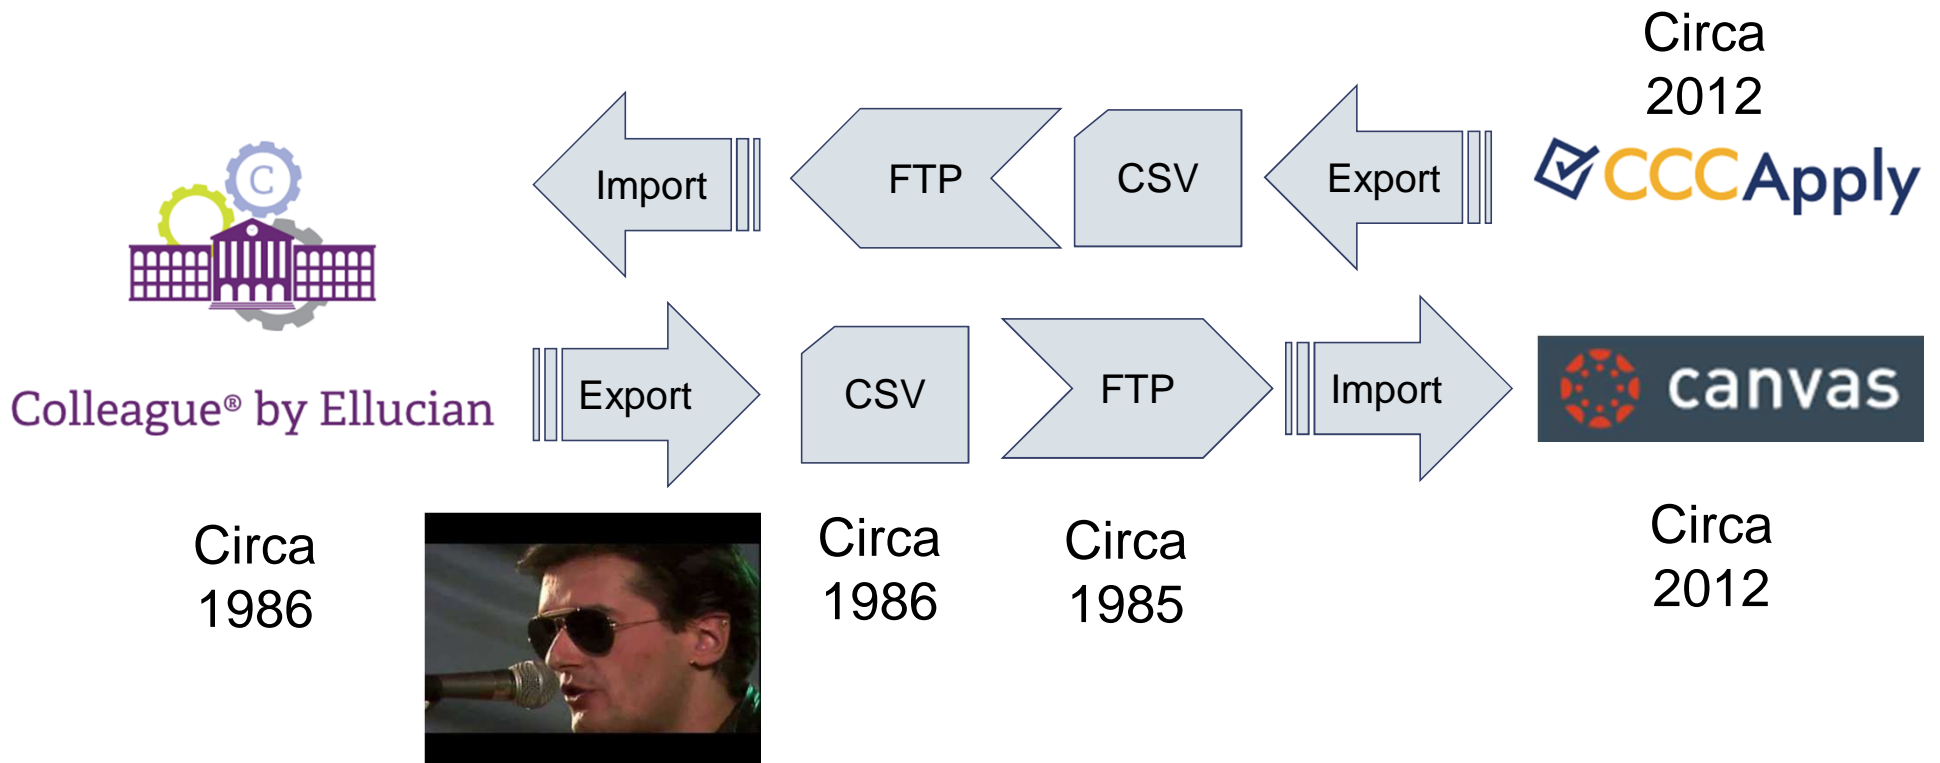 Circa
2012
CCCApply
Import
FTP
CSV
Export
C
Colleague® by Ellucian
Export
CSV
FTP
Import
canvas
Circa
1986
Circa
1986
Circa
1985
Circa
2012